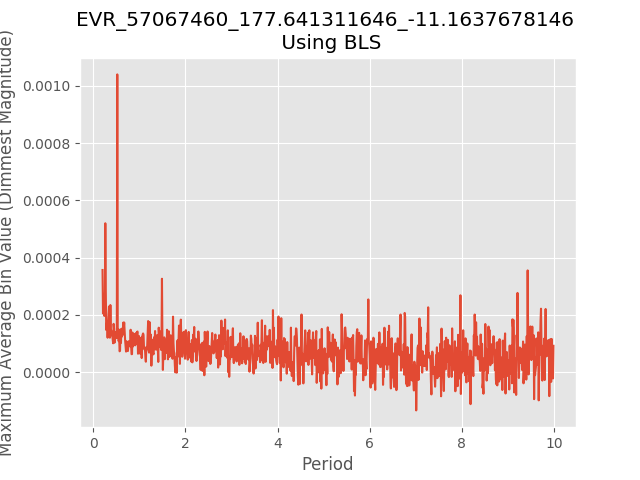 EVR_57067460_177.641311646_-11.1637678146
Using BLS
Maximum Average Bin Value (Dimmest Magnitude)
0.0010
0.0008
0.0006
0.0004
0.0002
0.0000
0 2 4 6 8 10
Period